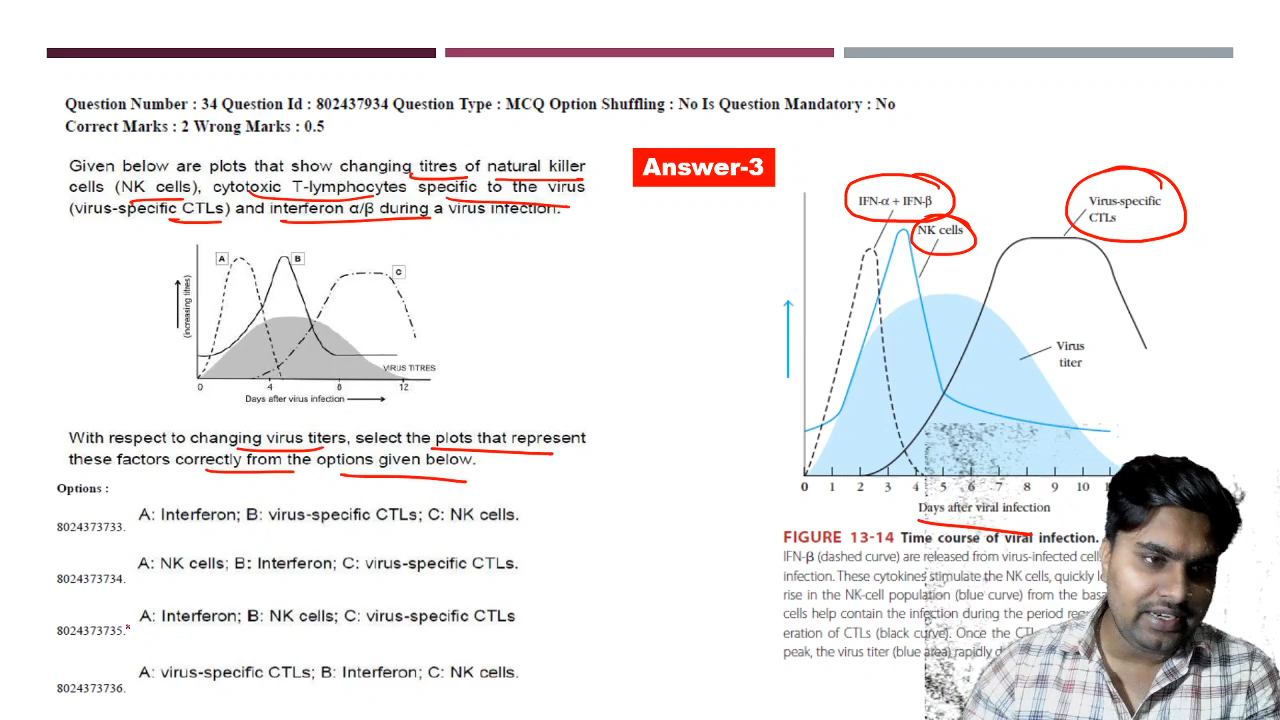 Question Number : 34 Question Id : 802437934 Question Type : MCQ Option Shuffling : No Is Question Mandatory : No
Correct Marks : 2 Wrong Marks : 0.5
Given below are plots that show changing titres of natural killer
cells (NK cells), cytotoxic T-lymphocytes specific to the virus
(virus-specific CTLs) and interferon α/β during a virus infection.
A
B
C
(increasing titres)
VIRUS TITRES
0 4 8 12
Days after virus infection
With respect to changing virus titers, select the plots that represent
these factors correctly from the options given below.
Options :
8024373733. A: Interferon; B: virus-specific CTLs; C: NK cells.
8024373734. A: NK cells; B: Interferon; C: virus-specific CTLs.
8024373735. A: Interferon; B: NK cells; C: virus-specific CTLs
8024373736. A: virus-specific CTLs; B: Interferon; C: NK cells.
Answer-3
IFN-α + IFN-β
NK cells
Virus-specific
CTLs
Virus
titer
0 1 2 3 4 5 6 7 8 9 10
Days after viral infection
FIGURE 13-14 Time course of viral infection.
IFN-β (dashed curve) are released from virus-infected
infection. These cytokines stimulate the NK cells, quickly
rise in the NK-cell population (blue curve) from the
cells help contain the infection during the period
eration of CTLs (black curve). Once the
peak, the virus titer (blue area) rapidly